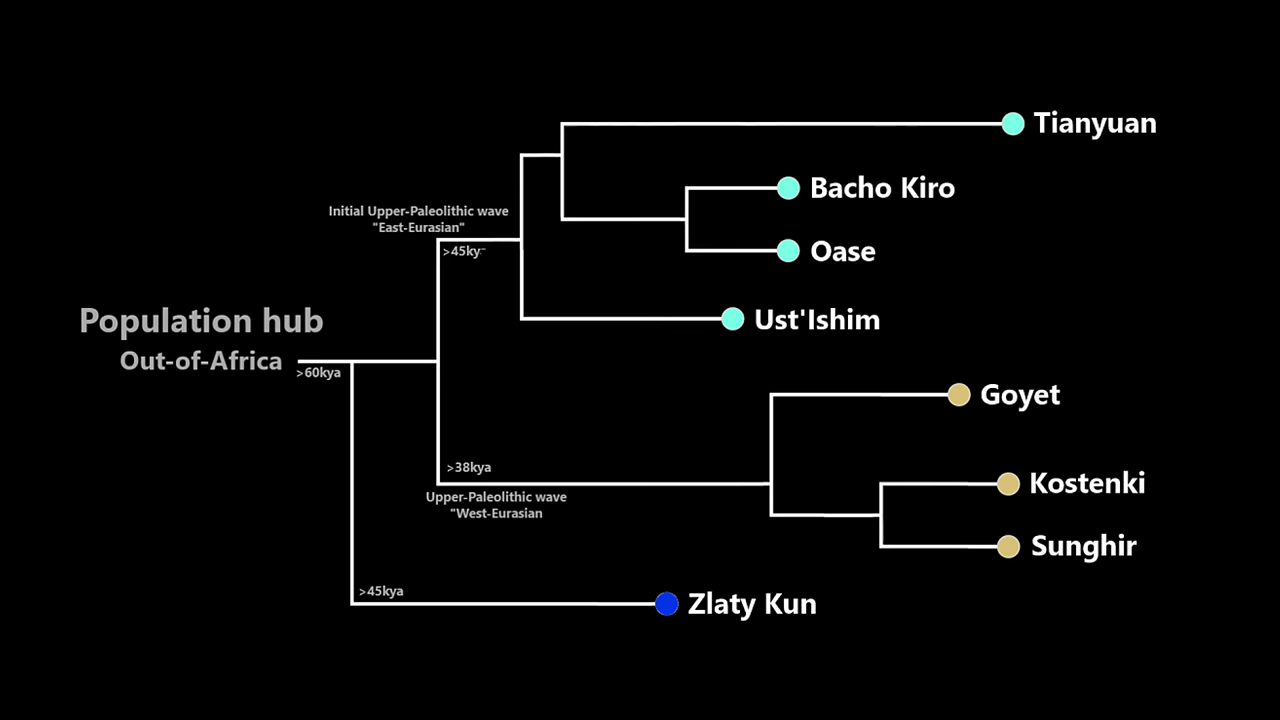 Tianyuan
Bacho Kiro
Initial Upper-Paleolithic wave
"East-Eurasian"
>45ky
Oase
Population hub
Ust'Ishim
Out-of-Africa
>60kya
Goyet
>38kya
Kostenki
Upper-Paleolithic wave
"West-Eurasian
Sunghir
>45kya
Zlaty Kun